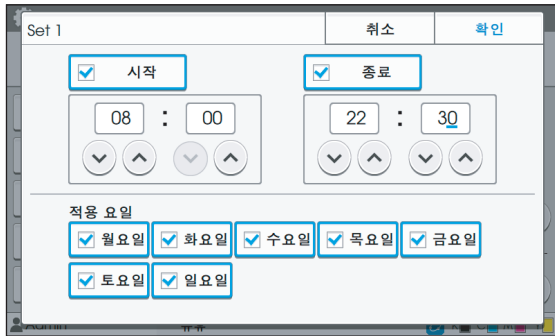 Set 1 취소 확인
시작 종료
08 : 00 22 : 30
적용 요일
월요일 화요일 수요일 목요일 금요일
토요일 일요일
Admin